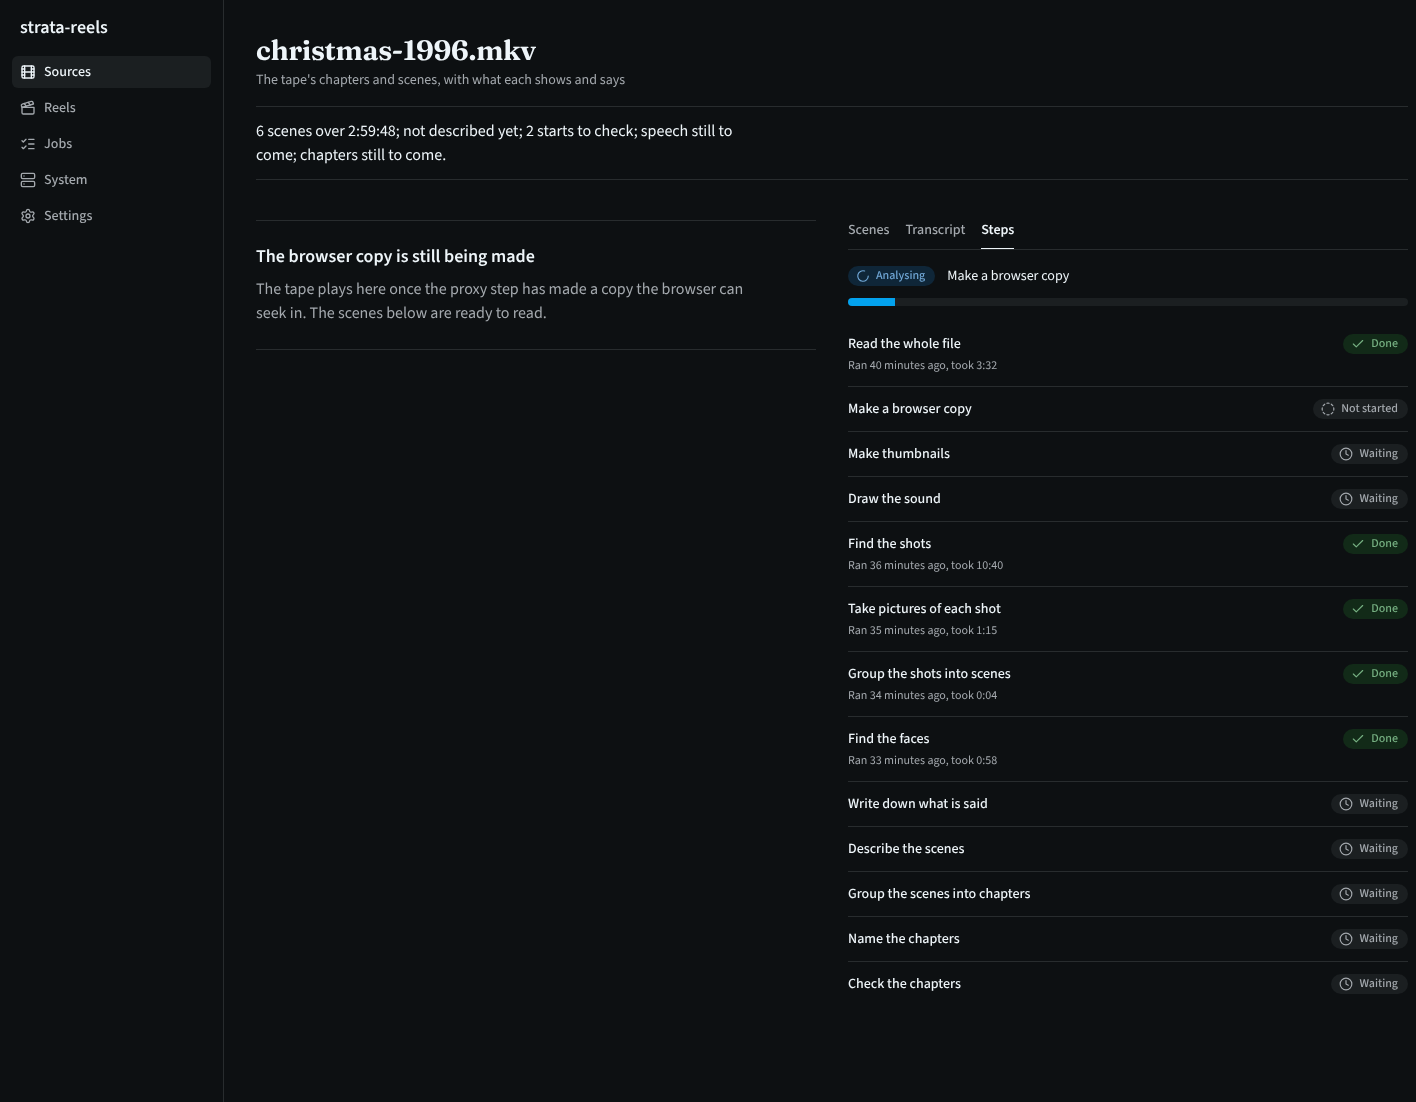 strata-reels
Sources
Reels
Jobs
System
Settings
christmas-1996.mkv
The tape's chapters and scenes, with what each shows and says
6 scenes over 2:59:48; not described yet; 2 starts to check; speech still to
come; chapters still to come.
The browser copy is still being made
The tape plays here once the proxy step has made a copy the browser can
seek in. The scenes below are ready to read.
Scenes Transcript Steps
Analysing Make a browser copy
Read the whole file Done
Ran 40 minutes ago, took 3:32
Make a browser copy Not started
Make thumbnails Waiting
Draw the sound Waiting
Find the shots Done
Ran 36 minutes ago, took 10:40
Take pictures of each shot Done
Ran 35 minutes ago, took 1:15
Group the shots into scenes Done
Ran 34 minutes ago, took 0:04
Find the faces Done
Ran 33 minutes ago, took 0:58
Write down what is said Waiting
Describe the scenes Waiting
Group the scenes into chapters Waiting
Name the chapters Waiting
Check the chapters Waiting